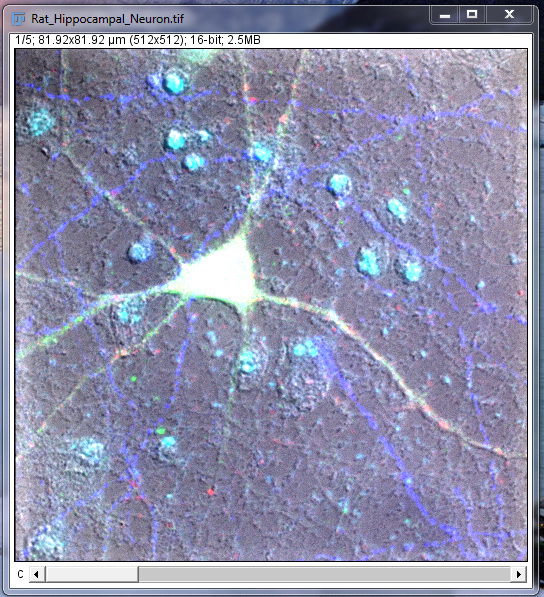 Rat_Hippocampal_Neuron.tif
1/5; 81.92x81.92 µm (512x512); 16-bit; 2.5MB
c